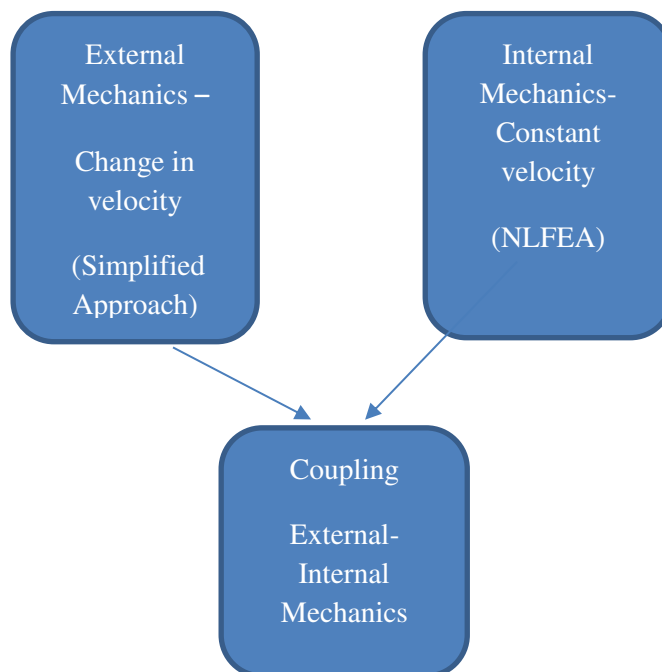 External
Mechanics –
Change in
velocity
(Simplified
Approach)
Internal
Mechanics-
Constant
velocity
(NLFEA)
Coupling
External-
Internal
Mechanics